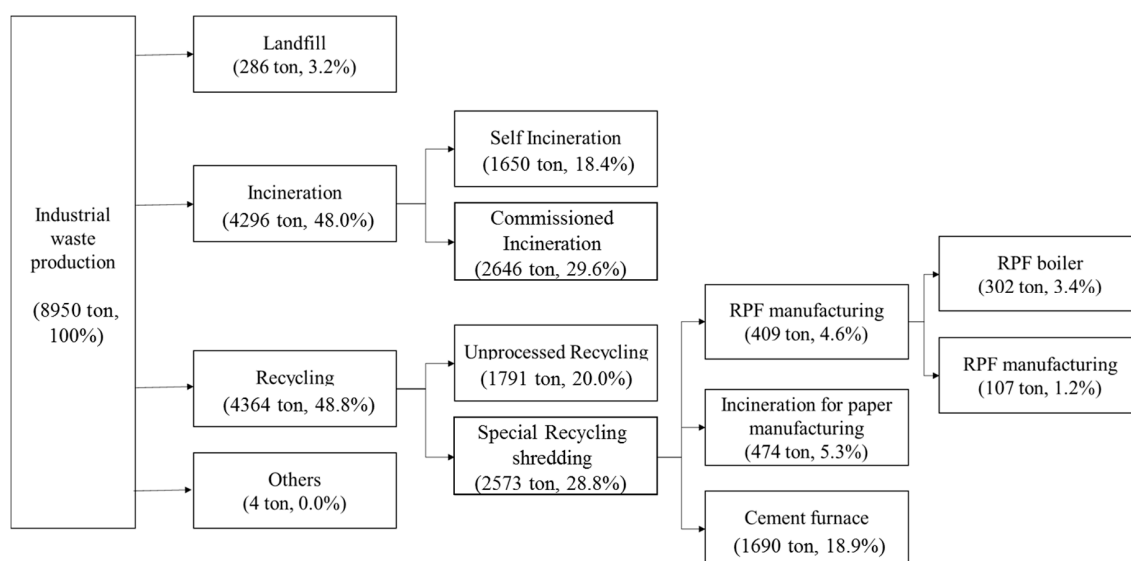 Industrial
waste
production
(8950 ton,
100%)
Landfill
(286 ton, 3.2%)
Incineration
(4296 ton, 48.0%)
Recycling
(4364 ton, 48.8%)
Others
(4 ton, 0.0%)
Self Incineration
(1650 ton, 18.4%)
Commissioned
Incineration
(2646 ton, 29.6%)
Unprocessed Recycling
(1791 ton, 20.0%)
Special Recycling
shredding
(2573 ton, 28.8%)
RPF manufacturing
(409 ton, 4.6%)
Incineration for paper
manufacturing
(474 ton, 5.3%)
Cement furnace
(1690 ton, 18.9%)
RPF boiler
(302 ton, 3.4%)
RPF manufacturing
(107 ton, 1.2%)